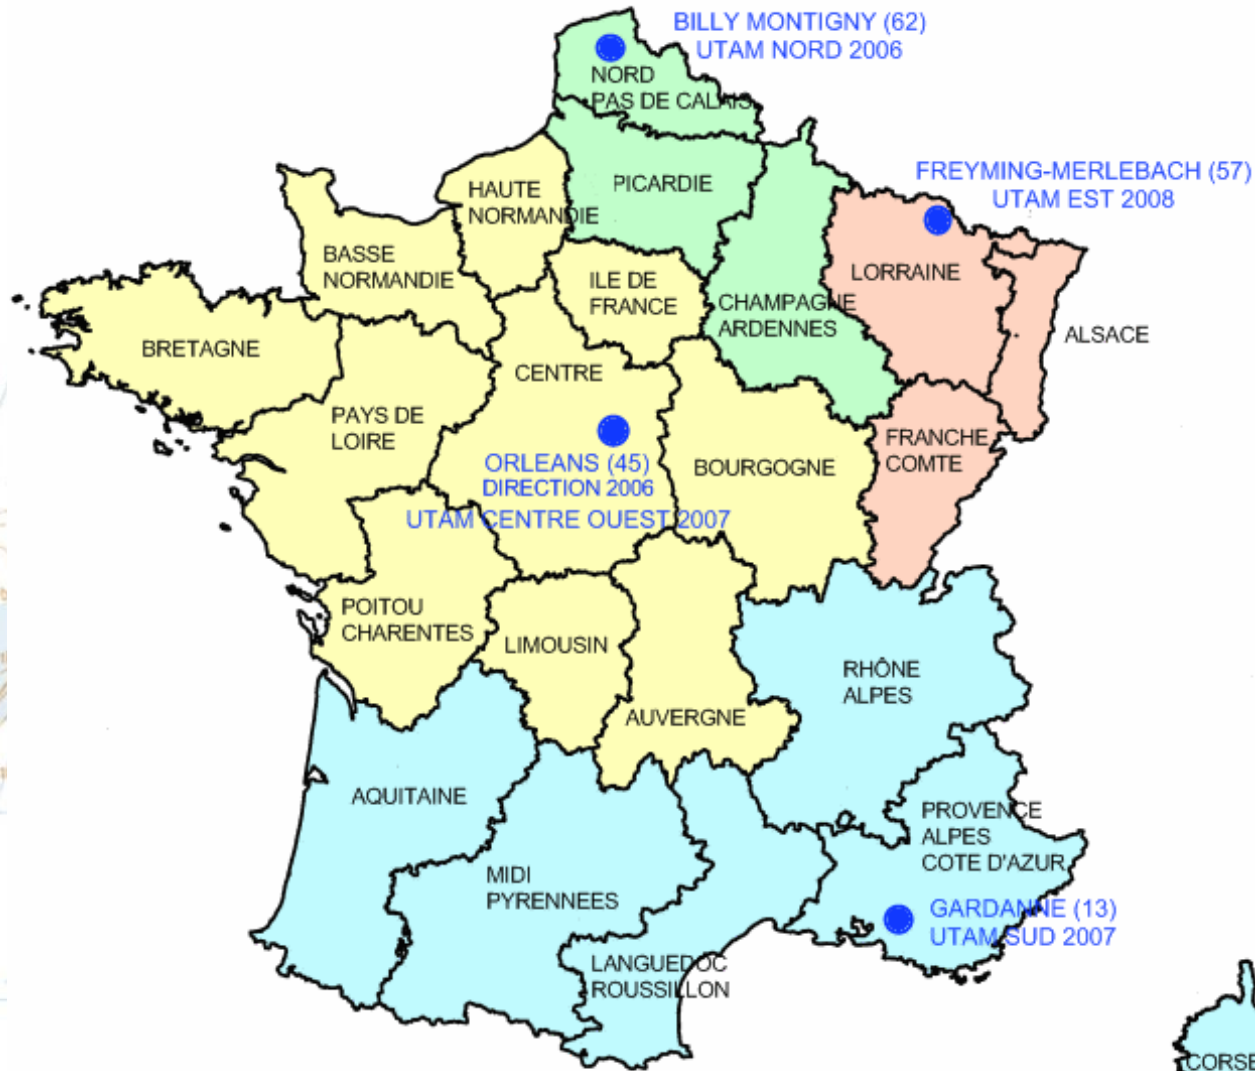 BILLY MONTIGNY (62)
UTAM NORD 2006
NORD
PAS DE CALAIS
FREYMING-MERLEBACH (57)
UTAM EST 2008
PICARDIE
HAUTE
NORMANDIE
BASSE
NORMANDIE
ILE DE
FRANCE
LORRAINE
CHAMPAGNE
ARDENNES
ALSACE
BRETAGNE
CENTRE
PAYS DE
LOIRE
FRANCHE
COMTE
ORLEANS (45)
DIRECTION 2006
UTAM CENTRE OUEST 2007
BOURGOGNE
POITOU
CHARENTES
LIMOUSIN
RHÔNE
ALPES
AUVERGNE
AQUITAINE
PROVENCE
ALPES
COTE D'AZUR
MIDI
PYRENNEES
GARDANNE (13)
UTAM SUD 2007
LANGUEDOC
ROUSSILLON
CORSE